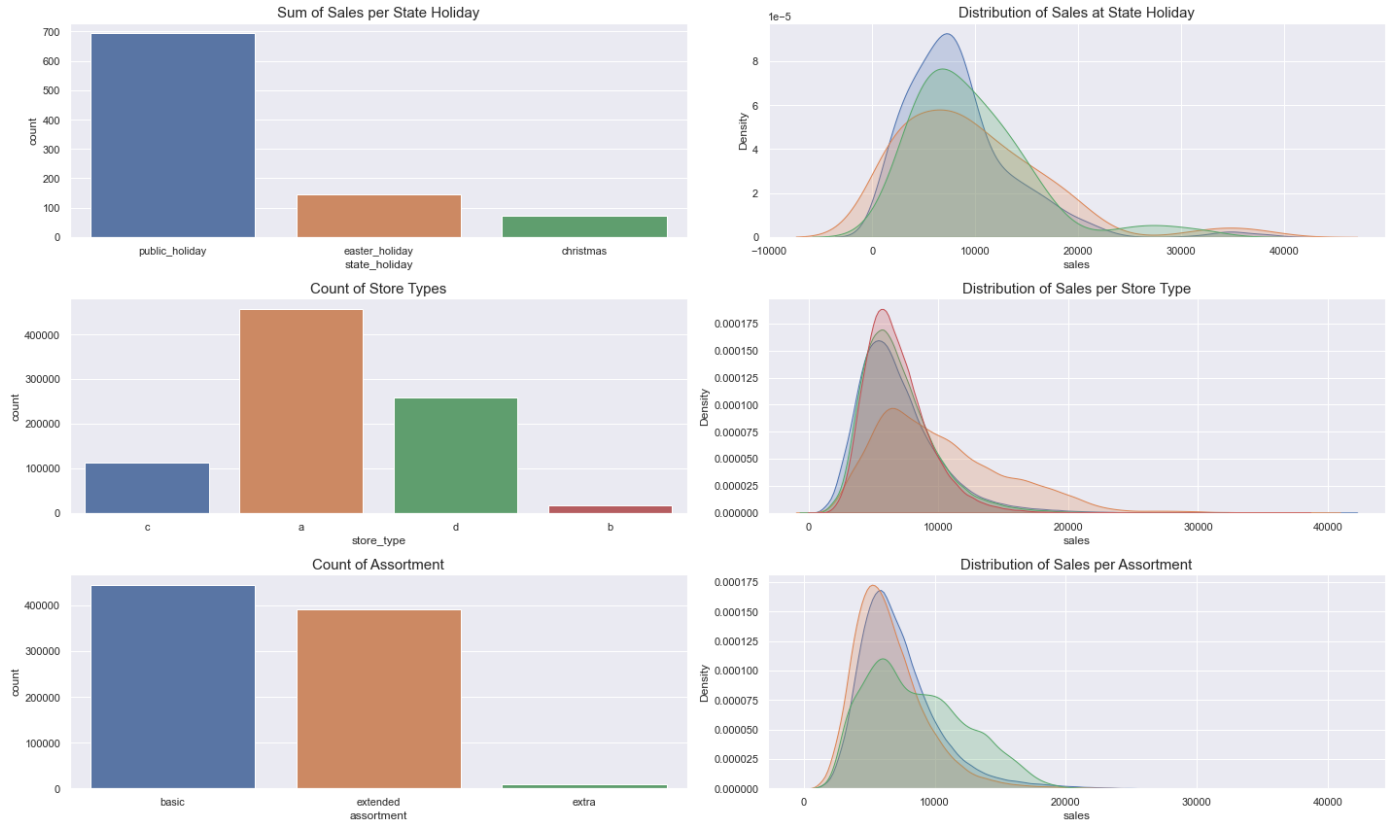 Sum of Sales per State Holiday
700
600
500
400
300
200
100
0
count
public_holiday easter_holiday christmas
state_holiday
Distribution of Sales at State Holiday
1e−5
8
6
4
2
0
Density
−10000 0 10000 20000 30000 40000
sales
Count of Store Types
400000
300000
200000
100000
0
count
c a d b
store_type
Distribution of Sales per Store Type
0.000175
0.000150
0.000125
0.000100
0.000075
0.000050
0.000025
0.000000
Density
0 10000 20000 30000 40000
sales
Count of Assortment
400000
300000
200000
100000
0
count
basic extended extra
assortment
Distribution of Sales per Assortment
0.000175
0.000150
0.000125
0.000100
0.000075
0.000050
0.000025
0.000000
Density
0 10000 20000 30000 40000
sales